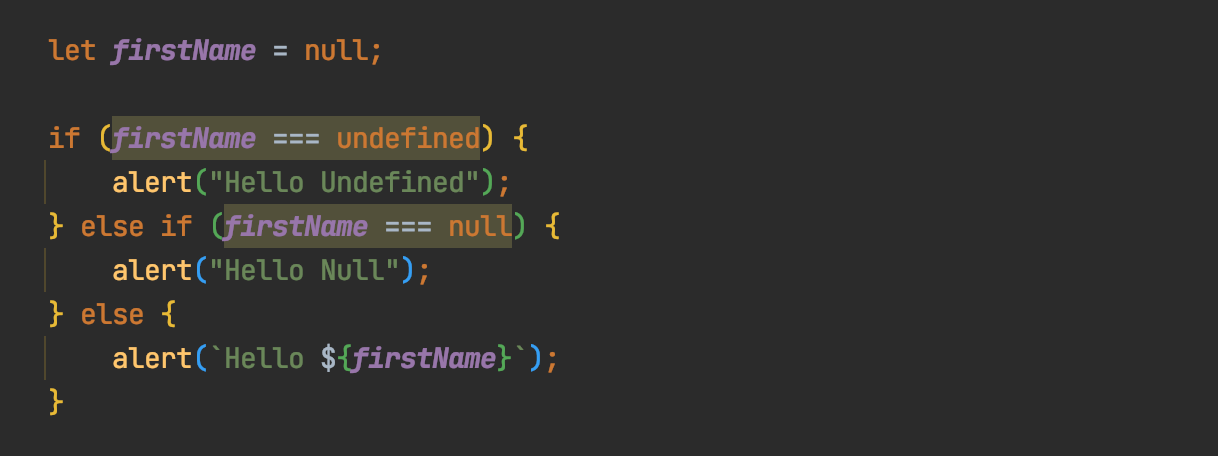 let firstName = null;
if (firstName === undefined) {
    alert("Hello Undefined");
} else if (firstName === null) {
    alert("Hello Null");
} else {
    alert(`Hello ${firstName}`);
}